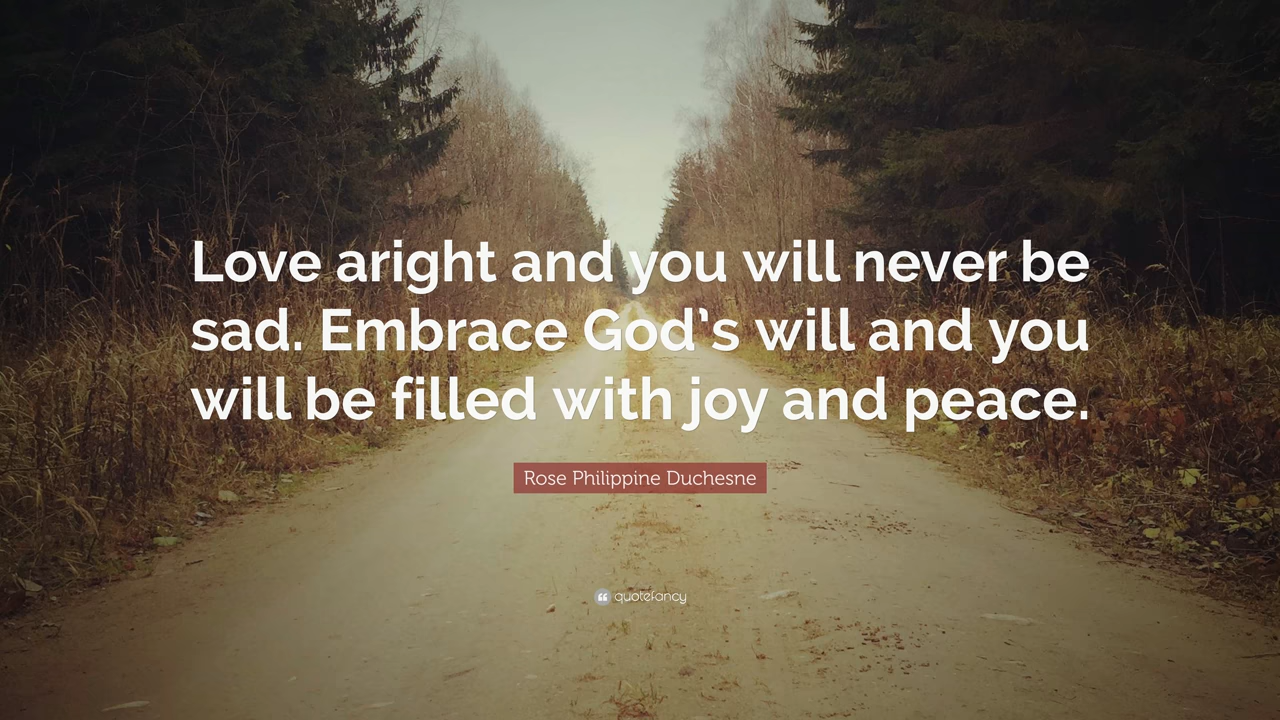 Love aright and you will never be
sad. Embrace God’s will and you
will be filled with joy and peace.
Rose Philippine Duchesne
quotefancy